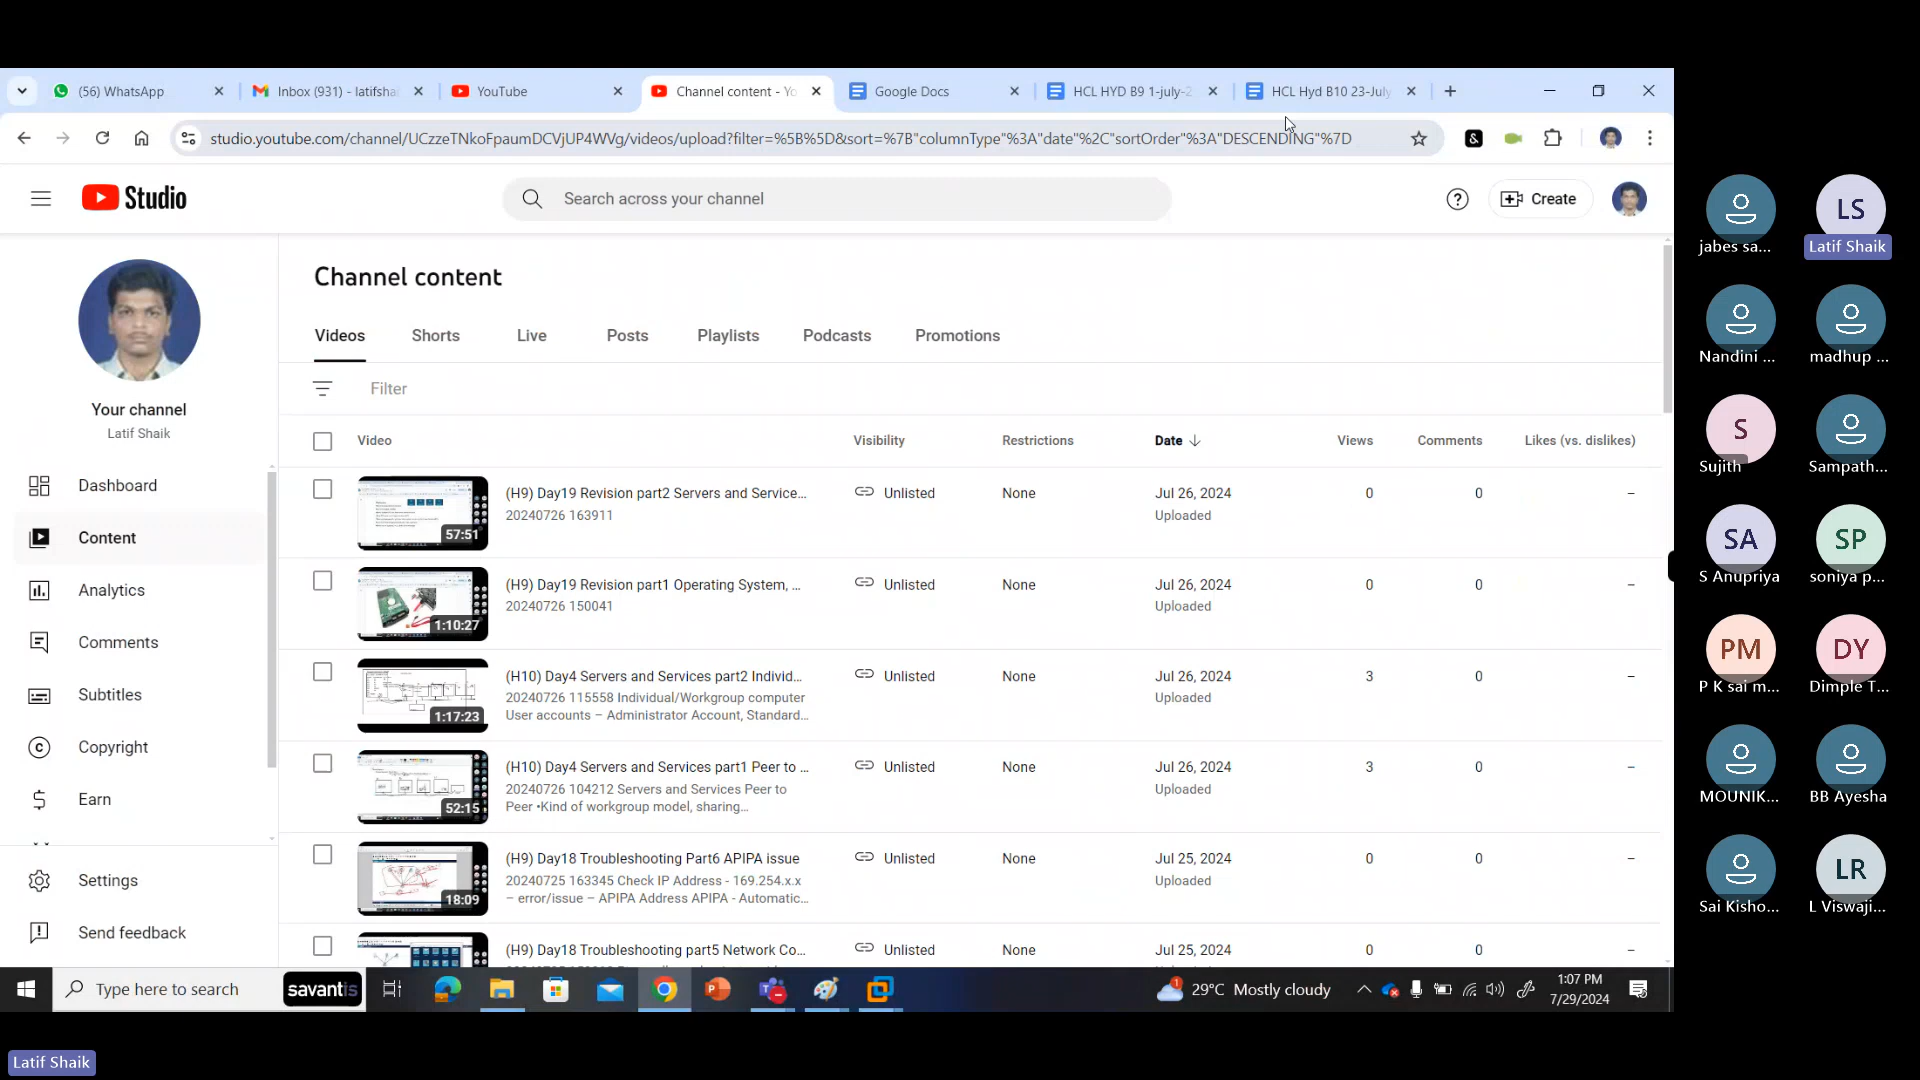 (56) WhatsApp
Inbox (931) - latifsha
YouTube
Channel content - Yo
Google Docs
HCL HYD B9 1-july-2
HCL Hyd B10 23-July
studio.youtube.com/channel/UCzzeTNkoFpaumDCVjUP4WVg/videos/upload?filter=%5B%5D&sort=%7B"columnType"%3A"date"%2C"sortOrder"%3A"DESCENDING"%7D
Studio
Search across your channel
Create
Your channel
Latif Shaik
Dashboard
Content
Analytics
Comments
Subtitles
Copyright
Earn
Settings
Send feedback
Channel content
Videos Shorts Live Posts Playlists Podcasts Promotions
Filter
Video Visibility Restrictions Date Views Comments Likes (vs. dislikes)
57:51
(H9) Day19 Revision part2 Servers and Service... Unlisted None Jul 26, 2024 0 0 –
20240726 163911 Uploaded
1:10:27
(H9) Day19 Revision part1 Operating System, ... Unlisted None Jul 26, 2024 0 0 –
20240726 150041 Uploaded
1:17:23
(H10) Day4 Servers and Services part2 Individ... Unlisted None Jul 26, 2024 3 0 –
20240726 115558 Individual/Workgroup computer Uploaded
User accounts – Administrator Account, Standard...
52:15
(H10) Day4 Servers and Services part1 Peer to ... Unlisted None Jul 26, 2024 3 0 –
20240726 104212 Servers and Services Peer to Uploaded
Peer •Kind of workgroup model, sharing...
18:09
(H9) Day18 Troubleshooting Part6 APIPA issue Unlisted None Jul 25, 2024 0 0 –
20240725 163345 Check IP Address - 169.254.x.x Uploaded
– error/issue – APIPA Address APIPA - Automatic...
(H9) Day18 Troubleshooting part5 Network Co... Unlisted None Jul 25, 2024 0 0 –
Type here to search
savantis
29°C Mostly cloudy
1:07 PM
7/29/2024
jabes sa...
LS
Latif Shaik
Nandini ...
madhup ...
S
Sujith
Sampath...
SA
S Anupriya
SP
soniya p...
PM
P K sai m...
DY
Dimple T...
MOUNIK...
BB Ayesha
Sai Kisho...
LR
L Viswaji...
Latif Shaik